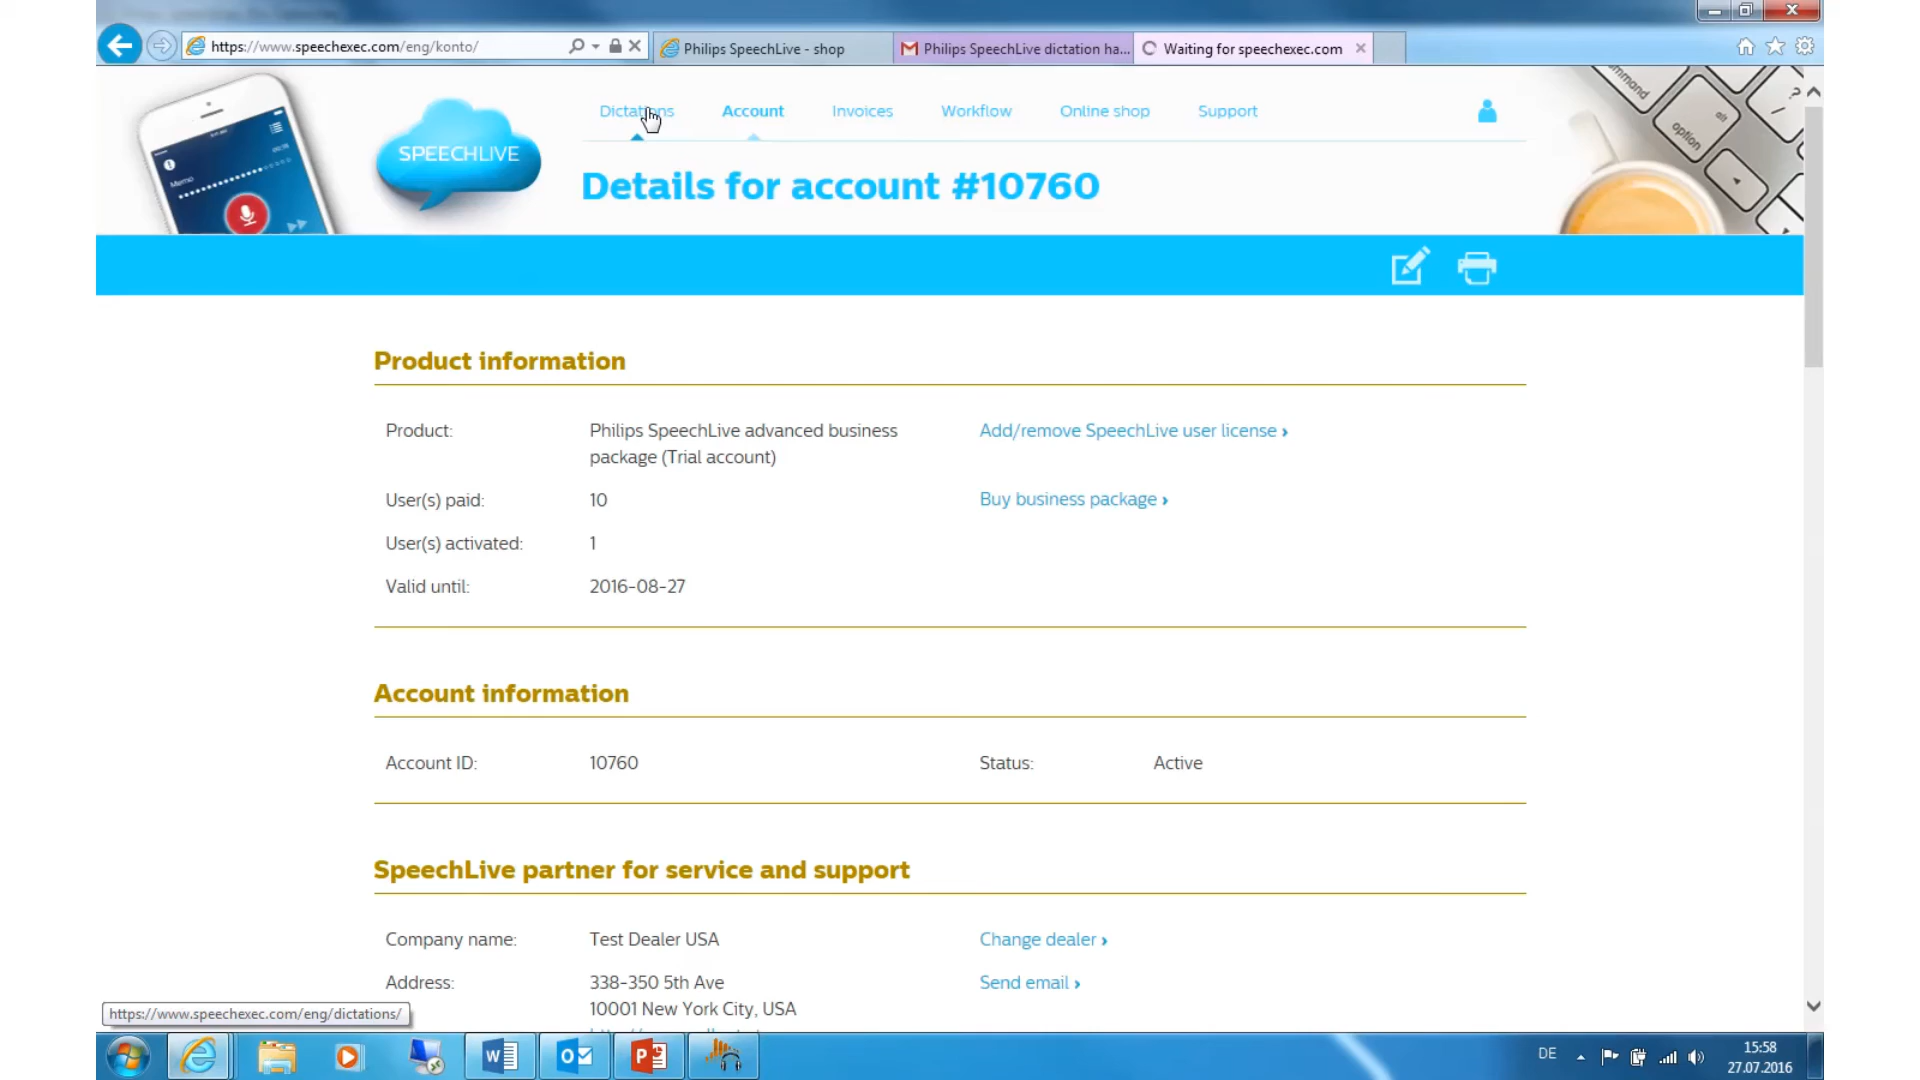 https://www.speechexec.com/eng/konto/
Philips SpeechLive - shop
Philips SpeechLive dictation ha...
Waiting for speechexec.com
Dictations
Account
Invoices
Workflow
Online shop
Support
SPEECHLIVE
Memo
Details for account #10760
option
alt
Product information
Product:
Philips SpeechLive advanced business
package (Trial account)
Add/remove SpeechLive user license ›
User(s) paid:
10
Buy business package ›
User(s) activated:
1
Valid until:
2016-08-27
Account information
Account ID:
10760
Status:
Active
SpeechLive partner for service and support
Company name:
Test Dealer USA
Change dealer ›
Address:
338-350 5th Ave
Send email ›
10001 New York City, USA
https://www.speechexec.com/eng/dictations/
DE
15:58
27.07.2016